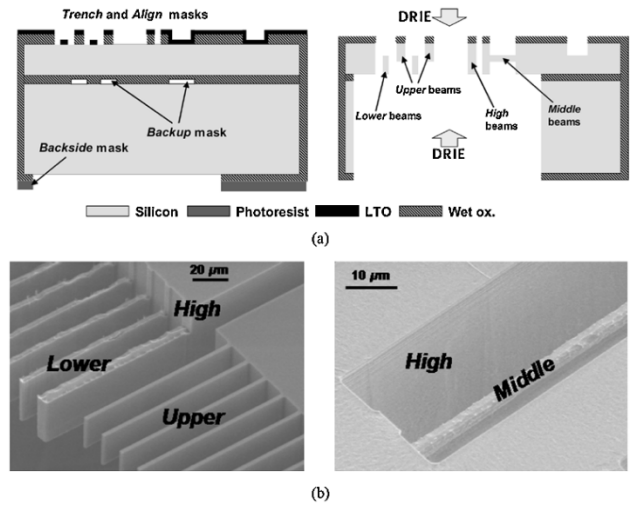 Trench and Align masks
Backup mask
Backside mask
DRIE
Upper beams
Lower beams
High
beams
Middle
beams
DRIE
Silicon
Photoresist
LTO
Wet ox.
(a)
20 µm
High
Lower
Upper
10 µm
High
Middle
(b)